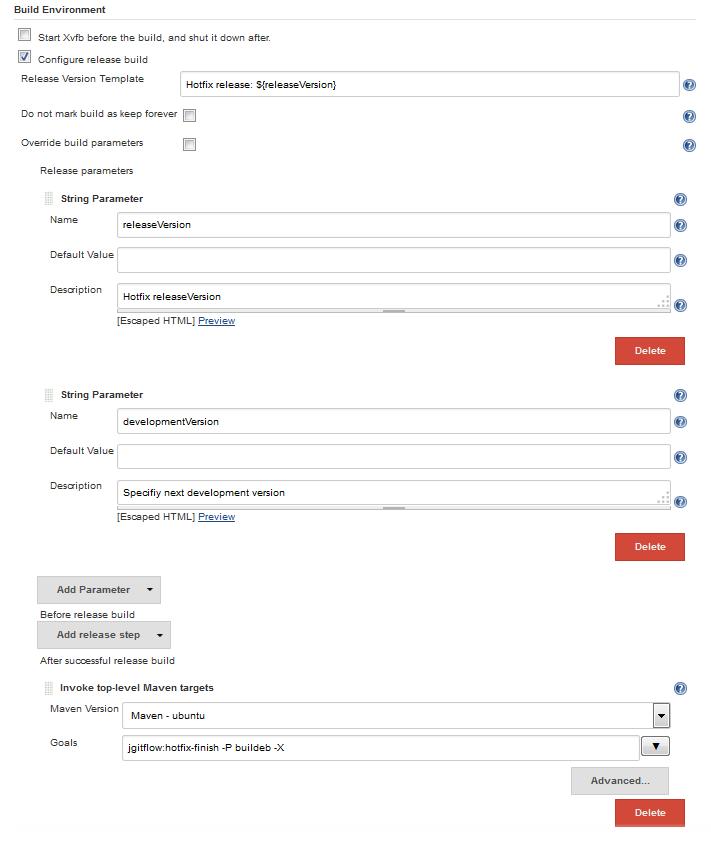 Build Environment
Start Xvfb before the build, and shut it down after.
Configure release build
Release Version Template
Hotfix release: ${releaseVersion}
Do not mark build as keep forever
Override build parameters
Release parameters
String Parameter
Name
releaseVersion
Default Value
Description
Hotfix releaseVersion
[Escaped HTML] Preview
Delete
String Parameter
Name
developmentVersion
Default Value
Description
Specifiy next development version
[Escaped HTML] Preview
Delete
Add Parameter
Before release build
Add release step
After successful release build
Invoke top-level Maven targets
Maven Version
Maven - ubuntu
Goals
jgitflow:hotfix-finish -P buildeb -X
Advanced...
Delete